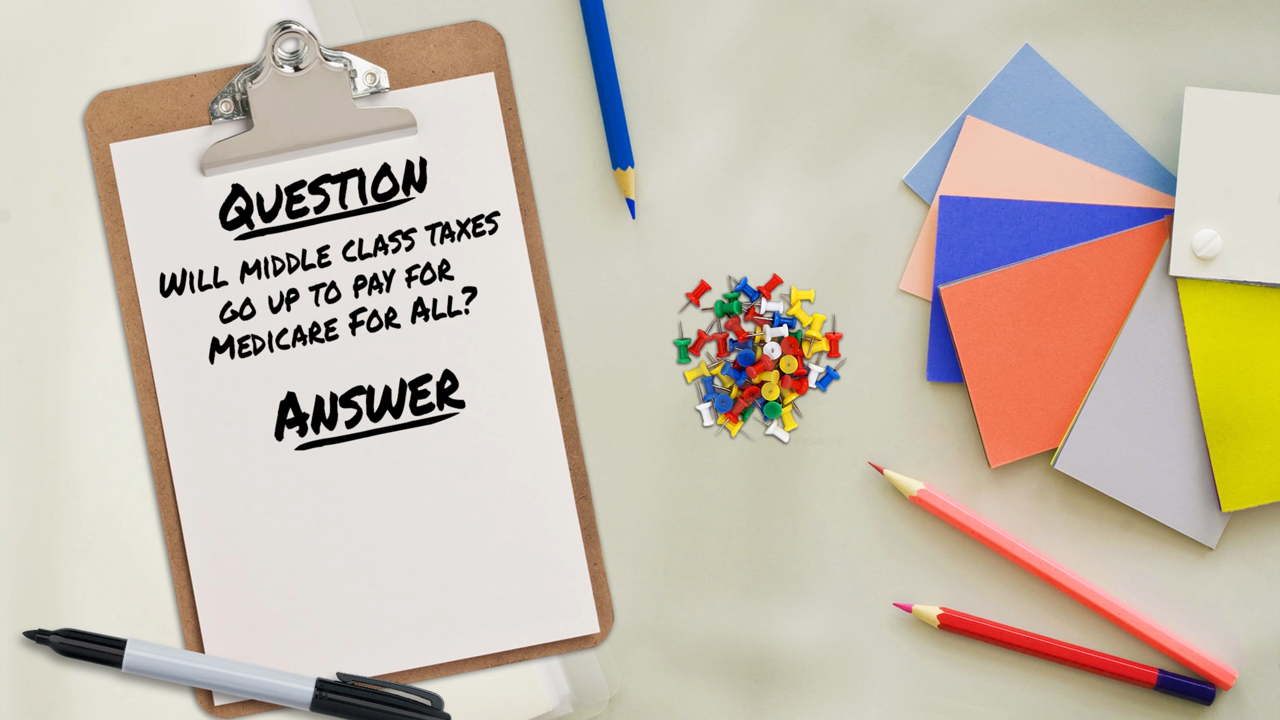 Question
Will middle class taxes
go up to pay for
Medicare For All?
Answer